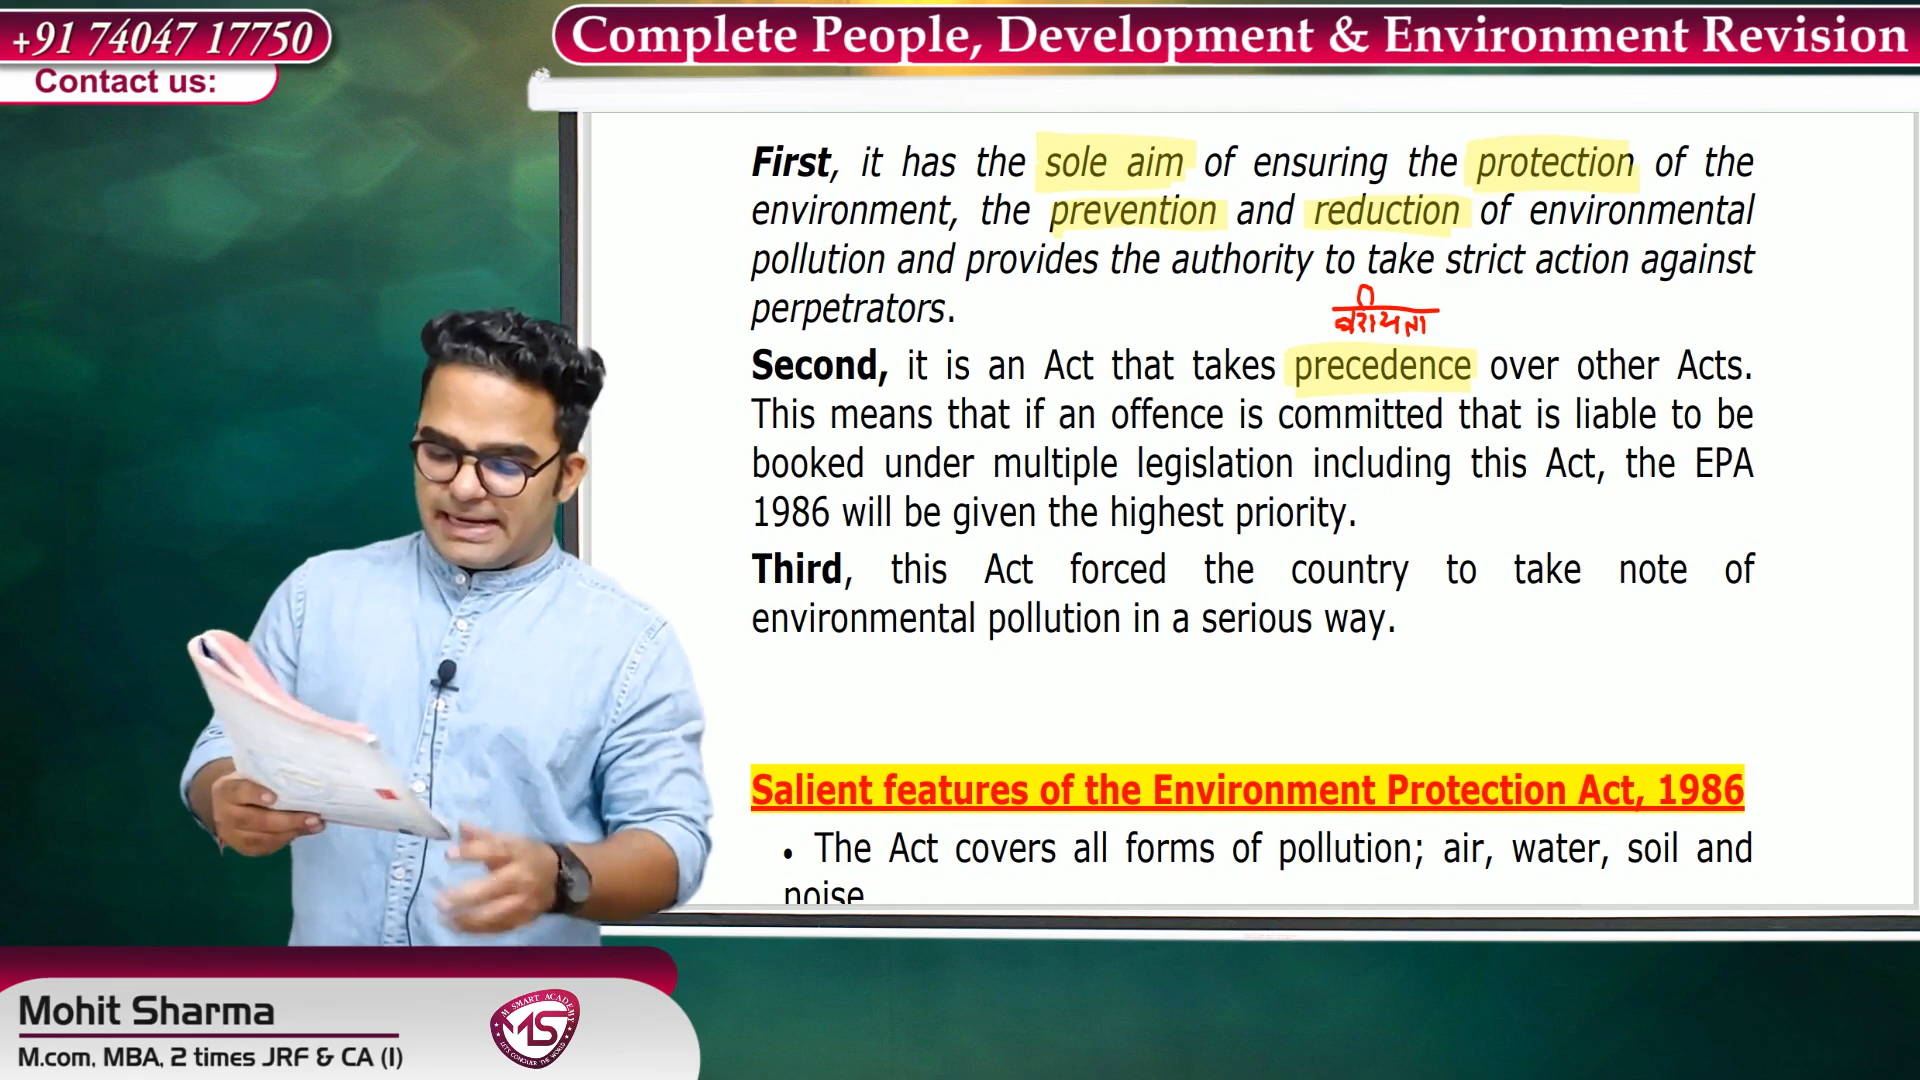 +91 74047 17750
Contact us:
Complete People, Development & Environment Revision
First, it has the sole aim of ensuring the protection of the
environment, the prevention and reduction of environmental
pollution and provides the authority to take strict action against
perpetrators.
वरीयता
Second, it is an Act that takes precedence over other Acts.
This means that if an offence is committed that is liable to be
booked under multiple legislation including this Act, the EPA
1986 will be given the highest priority.
Third, this Act forced the country to take note of
environmental pollution in a serious way.
Salient features of the Environment Protection Act, 1986
• The Act covers all forms of pollution; air, water, soil and
noise
Mohit Sharma
M.com, MBA, 2 times JRF & CA (I)
M SMART ACADEMY
MS
LET'S CONQUER THE WORLD